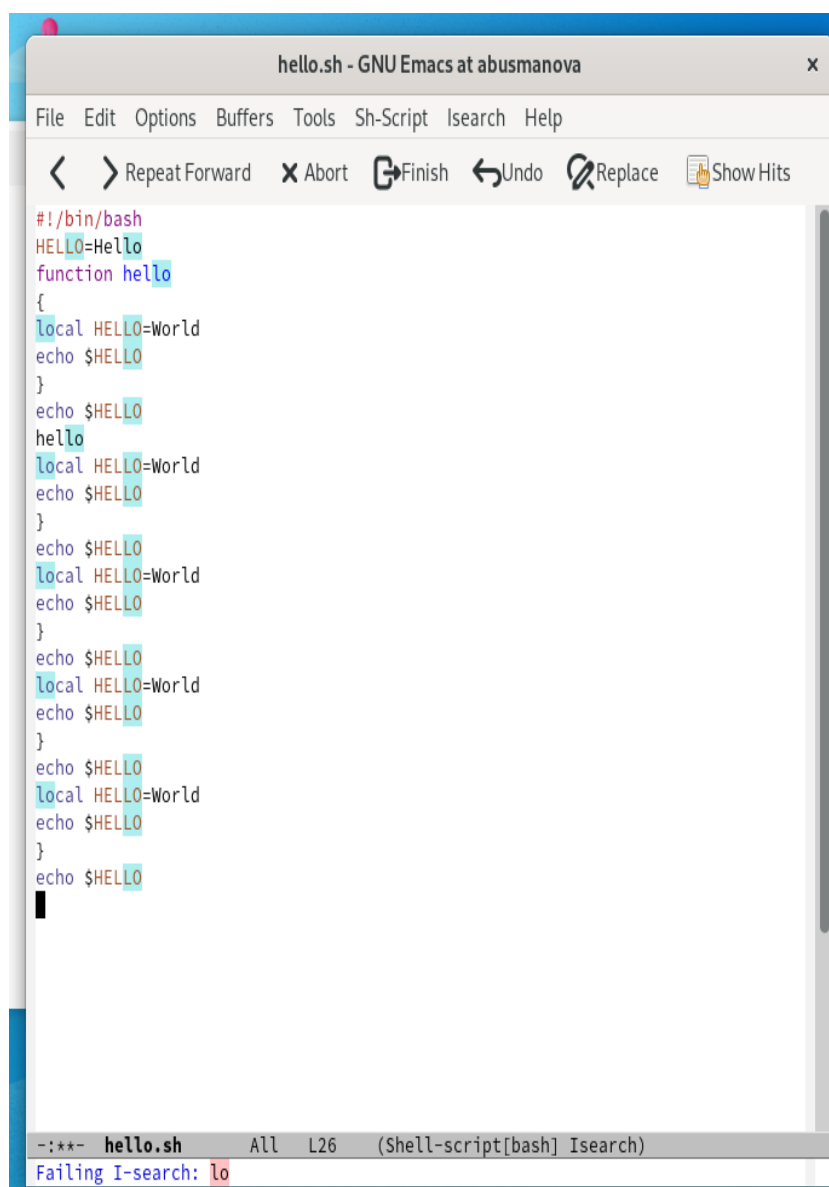 hello.sh - GNU Emacs at abusmanova x
File Edit Options Buffers Tools Sh-Script Isearch Help
Repeat Forward Abort Finish Undo Replace Show Hits
#!/bin/bash
HELLO=Hello
function hello
{
local HELLO=World
echo $HELLO
}
echo $HELLO
hello
local HELLO=World
echo $HELLO
}
echo $HELLO
local HELLO=World
echo $HELLO
}
echo $HELLO
local HELLO=World
echo $HELLO
}
echo $HELLO
local HELLO=World
echo $HELLO
}
echo $HELLO
-:**- hello.sh All L26 (Shell-script[bash] Isearch)
Failing I-search: lo